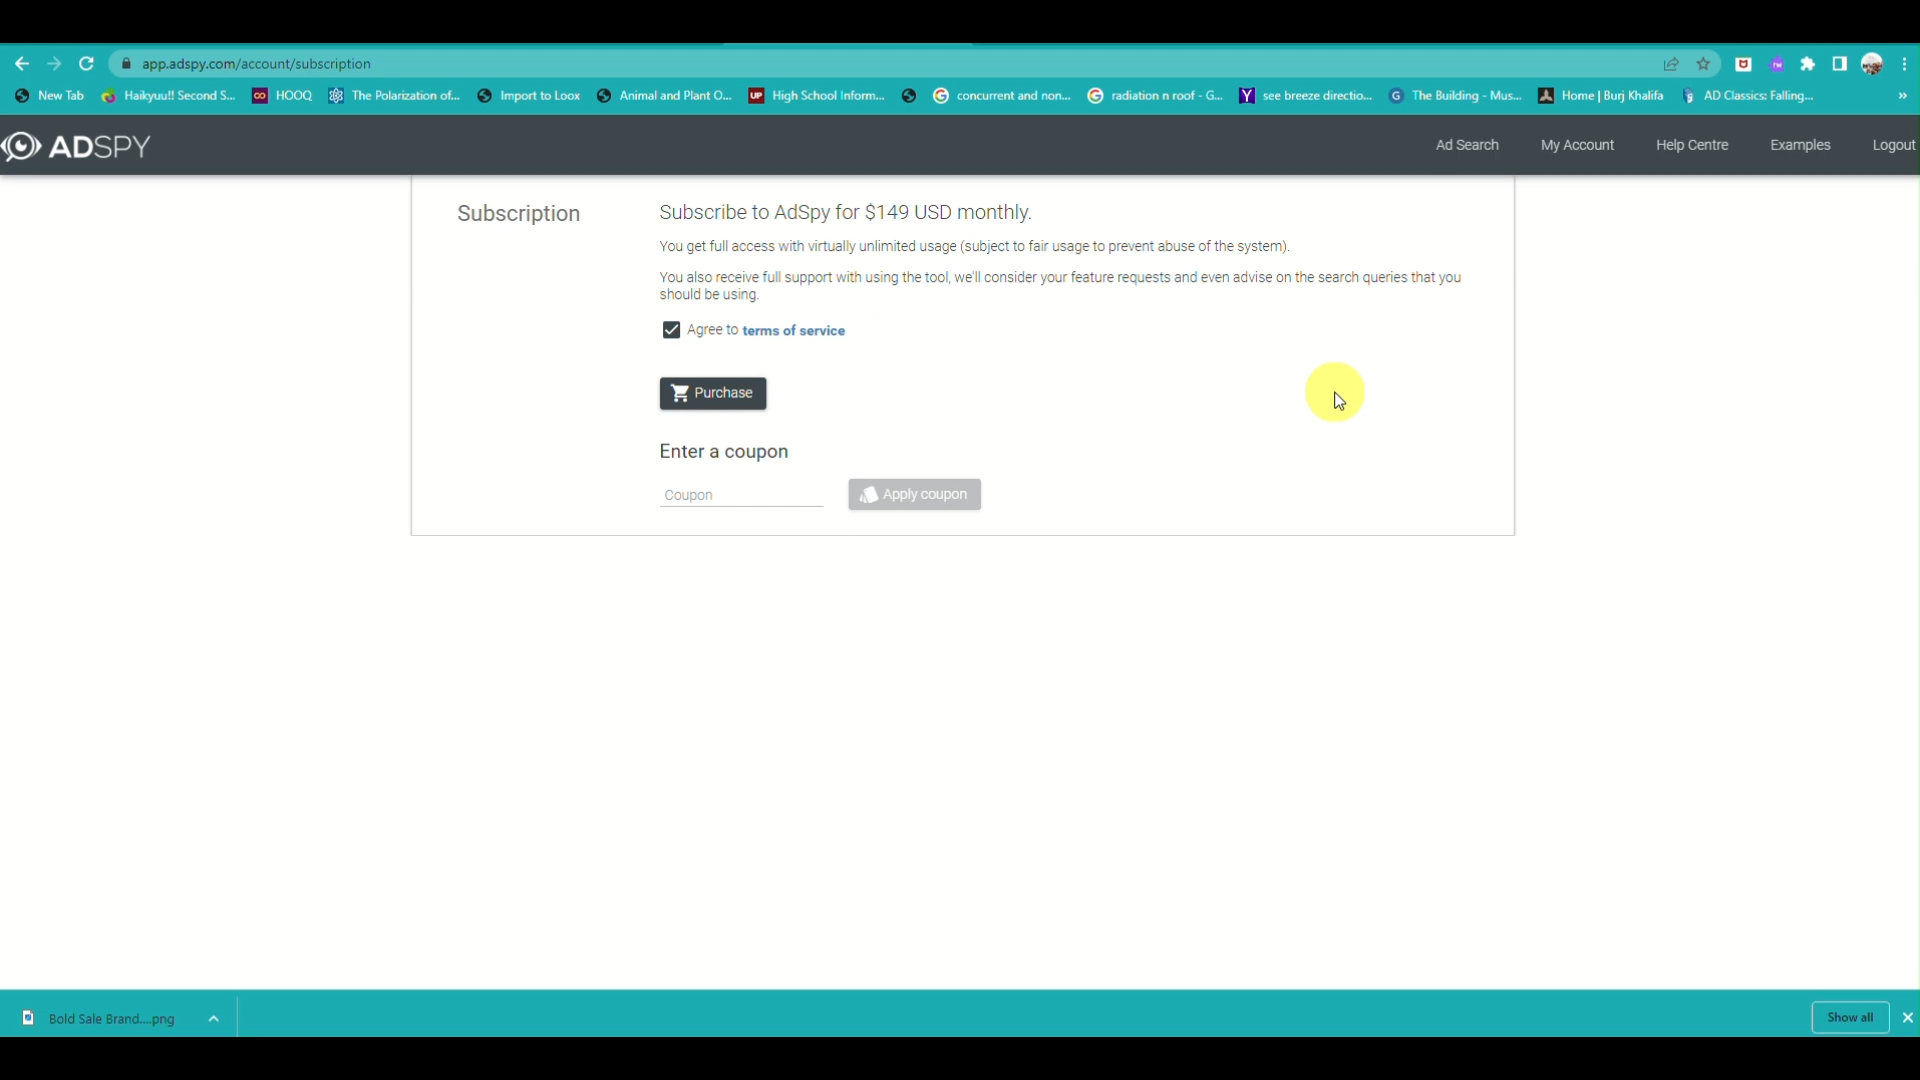 app.adspy.com/account/subscription
New Tab Haikyuu!! Second S... HOOQ The Polarization of... Import to Loox Animal and Plant O... UP High School Inform... concurrent and non... radiation n roof - G... see breeze directio... The Building - Mus... Home | Burj Khalifa AD Classics: Falling... »
ADSPY Ad Search My Account Help Centre Examples Logout
Subscription
Subscribe to AdSpy for $149 USD monthly.
You get full access with virtually unlimited usage (subject to fair usage to prevent abuse of the system).
You also receive full support with using the tool, we'll consider your feature requests and even advise on the search queries that you
should be using.
Agree to terms of service
Purchase
Enter a coupon
Coupon Apply coupon
Bold Sale Brand....png Show all